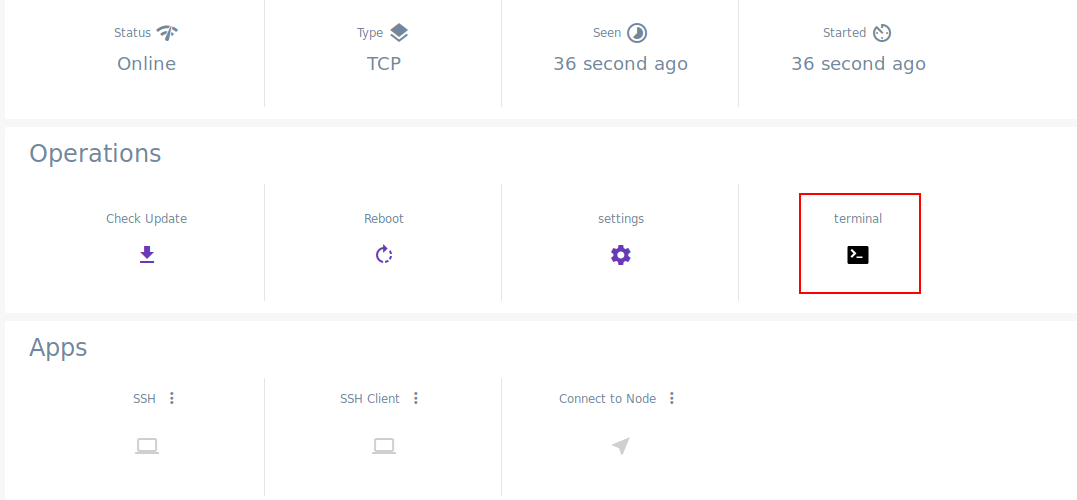 Status
Type
Seen
Started
Online
TCP
36 second ago
36 second ago
Operations
Check Update
Reboot
settings
terminal
Apps
SSH
SSH Client
Connect to Node